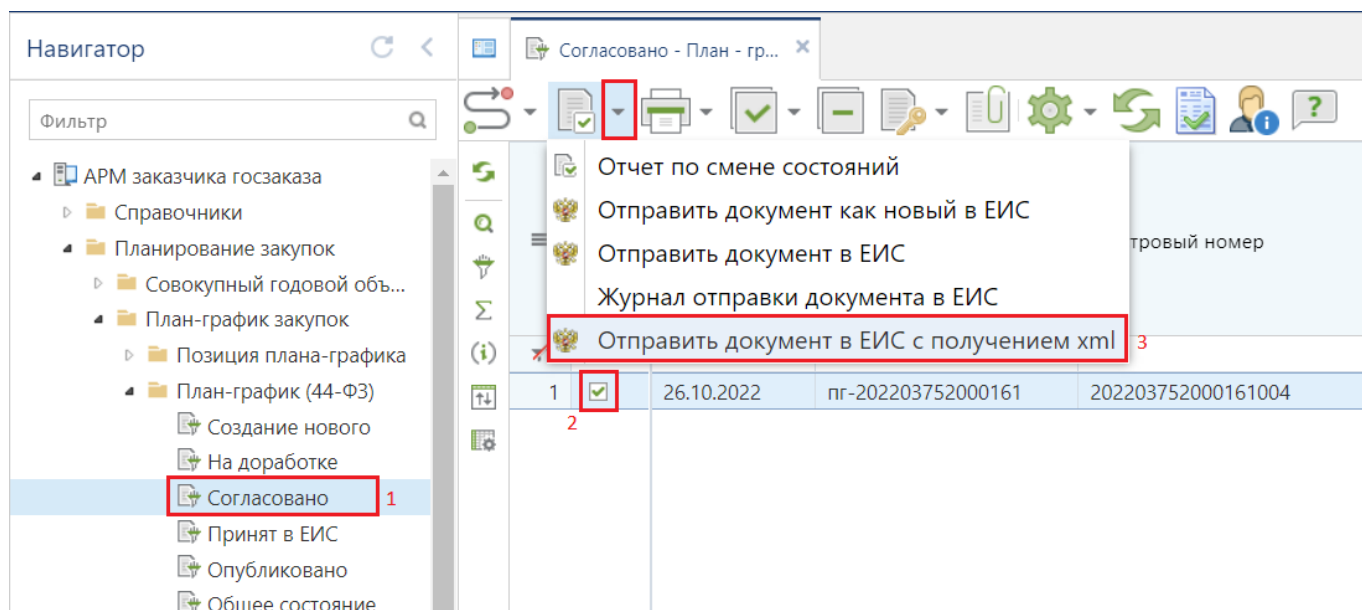 Навигатор
Фильтр
АРМ заказчика госзаказа
Справочники
Планирование закупок
Совокупный годовой объ...
План-график закупок
Позиция плана-графика
План-график (44-ФЗ)
Создание нового
На доработке
Согласовано 1
Принят в ЕИС
Опубликовано
Общее состояние
Согласовано - План - гр...
Отчет по смене состояний
Отправить документ как новый в ЕИС
Отправить документ в ЕИС
Журнал отправки документа в ЕИС
Отправить документ в ЕИС с получением xml 3
тровый номер
1 26.10.2022 пг-202203752000161 202203752000161004
2